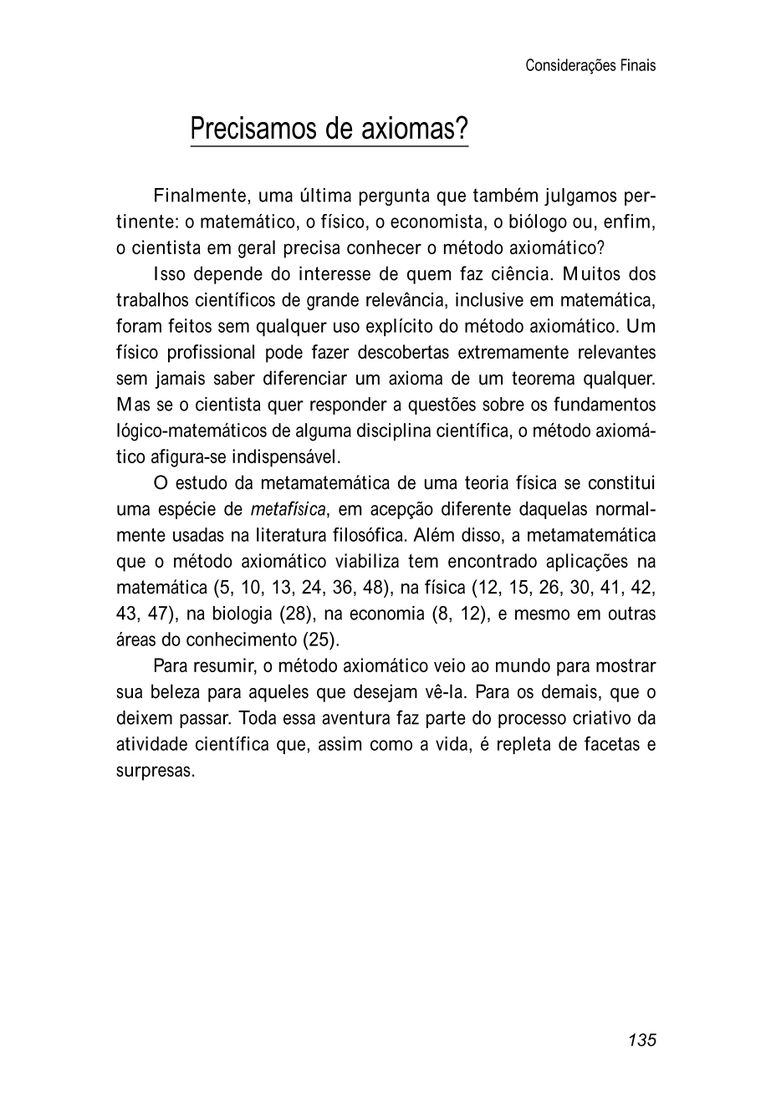 Considerações Finais
Precisamos de axiomas?
Finalmente, uma última pergunta que também julgamos per-
tinente: o matemático, o físico, o economista, o biólogo ou, enfim,
o cientista em geral precisa conhecer o método axiomático?
Isso depende do interesse de quem faz ciência. Muitos dos
trabalhos científicos de grande relevância, inclusive em matemática,
foram feitos sem qualquer uso explícito do método axiomático. Um
físico profissional pode fazer descobertas extremamente relevantes
sem jamais saber diferenciar um axioma de um teorema qualquer.
Mas se o cientista quer responder a questões sobre os fundamentos
lógico-matemáticos de alguma disciplina científica, o método axiomá-
tico afigura-se indispensável.
O estudo da metamatemática de uma teoria física se constitui
uma espécie de metafísica, em acepção diferente daquelas normal-
mente usadas na literatura filosófica. Além disso, a metamatemática
que o método axiomático viabiliza tem encontrado aplicações na
matemática (5, 10, 13, 24, 36, 48), na física (12, 15, 26, 30, 41, 42,
43, 47), na biologia (28), na economia (8, 12), e mesmo em outras
áreas do conhecimento (25).
Para resumir, o método axiomático veio ao mundo para mostrar
sua beleza para aqueles que desejam vê-la. Para os demais, que o
deixem passar. Toda essa aventura faz parte do processo criativo da
atividade científica que, assim como a vida, é repleta de facetas e
surpresas.
135